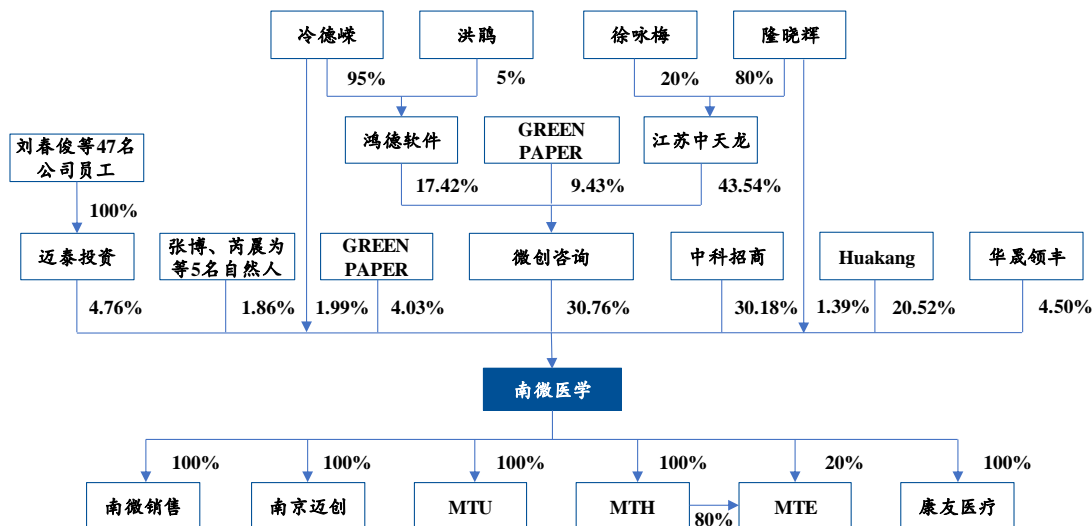 冷德嵘
洪鹍
徐咏梅
隆晓辉
95%
5%
20%
80%
鸿德软件
GREEN
PAPER
江苏中天龙
刘春俊等47名
公司员工
17.42%
9.43%
43.54%
100%
迈泰投资
张博、芮晨为
等5名自然人
GREEN
PAPER
微创咨询
中科招商
Huakang
华晟领丰
4.76%
1.86%
1.99%
4.03%
30.76%
30.18%
1.39%
20.52%
4.50%
南微医学
100%
100%
100%
100%
20%
100%
南微销售
南京迈创
MTU
MTH
80%
MTE
康友医疗